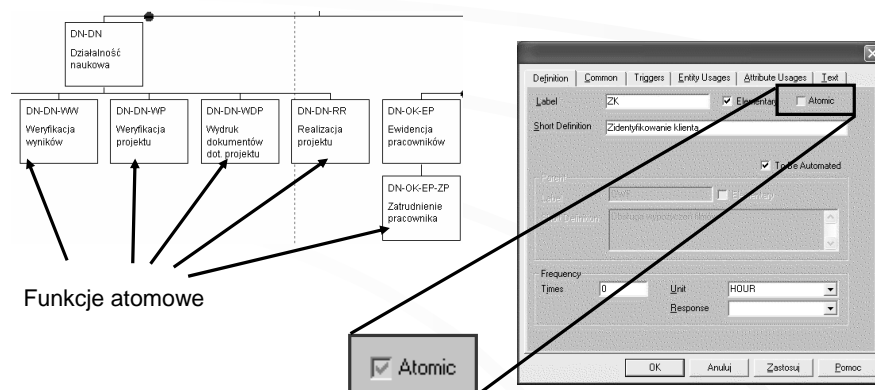 DN-DN
Działalność
naukowa
DN-DN-WW
Weryfikacja
wyników
DN-DN-WP
Weryfikacja
projektu
DN-DN-WDP
Wydruk
dokumentów
dot. projektu
DN-DN-RR
Realizacja
projektu
DN-OK-EP
Ewidencja
pracowników
DN-OK-EP-ZP
Zatrudnienie
pracownika
Funkcje atomowe
Definition Common Triggers Entity Usages Attribute Usages Text
Label ZK Elementary Atomic
Short Definition Zidentyfikowanie klienta
To Be Automated
Parent
Label Elementary
Short Definition Obsługa wypożyczeń
Frequency
Times 0 Unit HOUR
Response
OK Anuluj Zastosuj Pomoc
Atomic